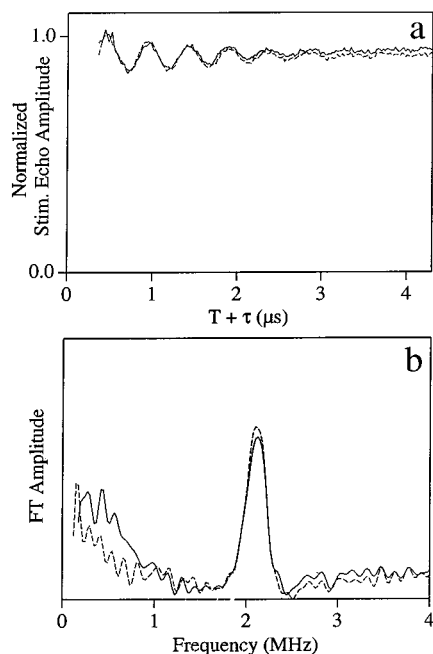 a
1.0
Normalized
Stim. Echo Amplitude
0.0
0 1 2 3 4
T + τ (μs)
b
FT Amplitude
0 1 2 3 4
Frequency (MHz)